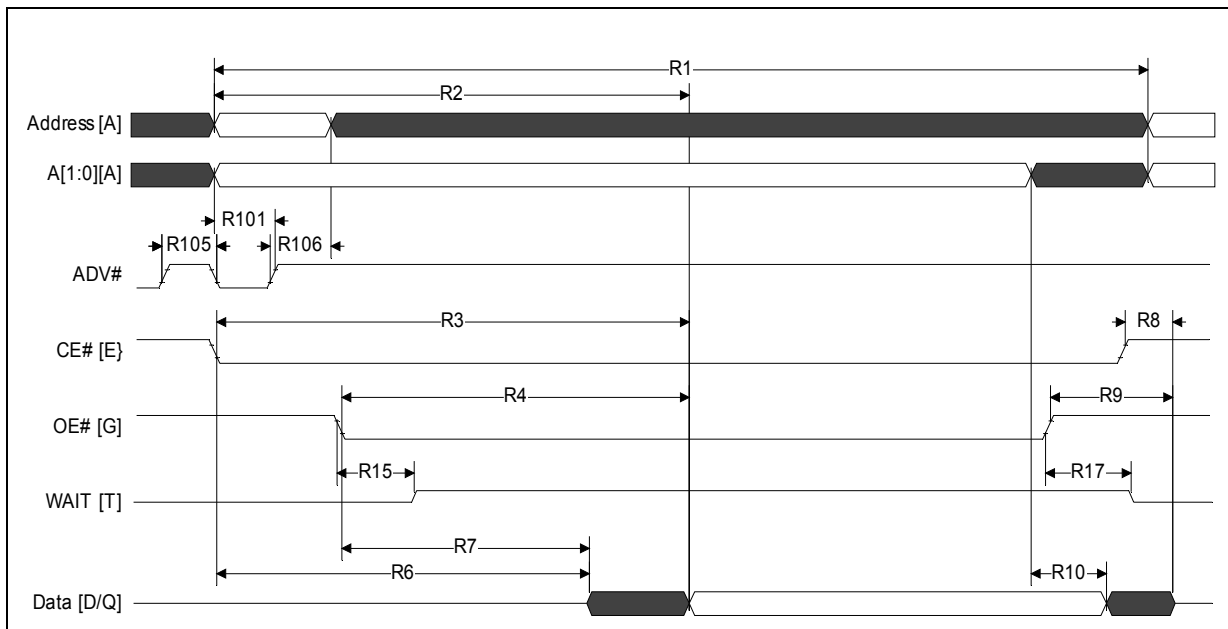 R1
R2
Address [A]
A[1:0][A]
R101
R105
R106
ADV#
R3
R8
CE# [E}
R4
R9
OE# [G]
R15
R17
WAIT [T]
R7
R6
R10
Data [D/Q]